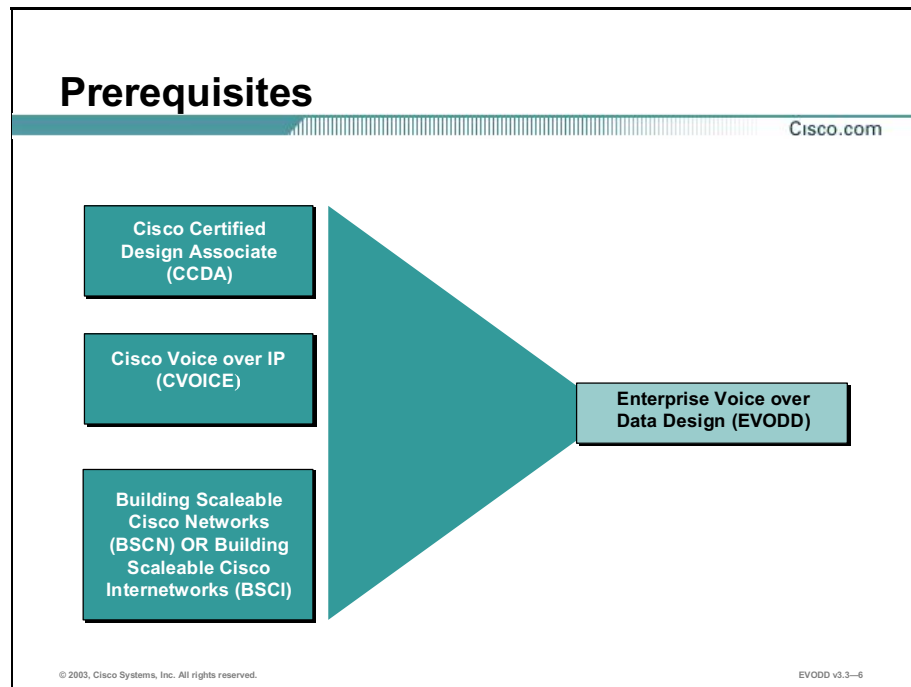 Prerequisites
Cisco.com
Cisco Certified
Design Associate
(CCDA)
Cisco Voice over IP
(CVOICE)
Enterprise Voice over
Data Design (EVODD)
Building Scaleable
Cisco Networks
(BSCN) OR Building
Scaleable Cisco
Internetworks (BSCI)
© 2003, Cisco Systems, Inc. All rights reserved.
EVODD v3.3—6